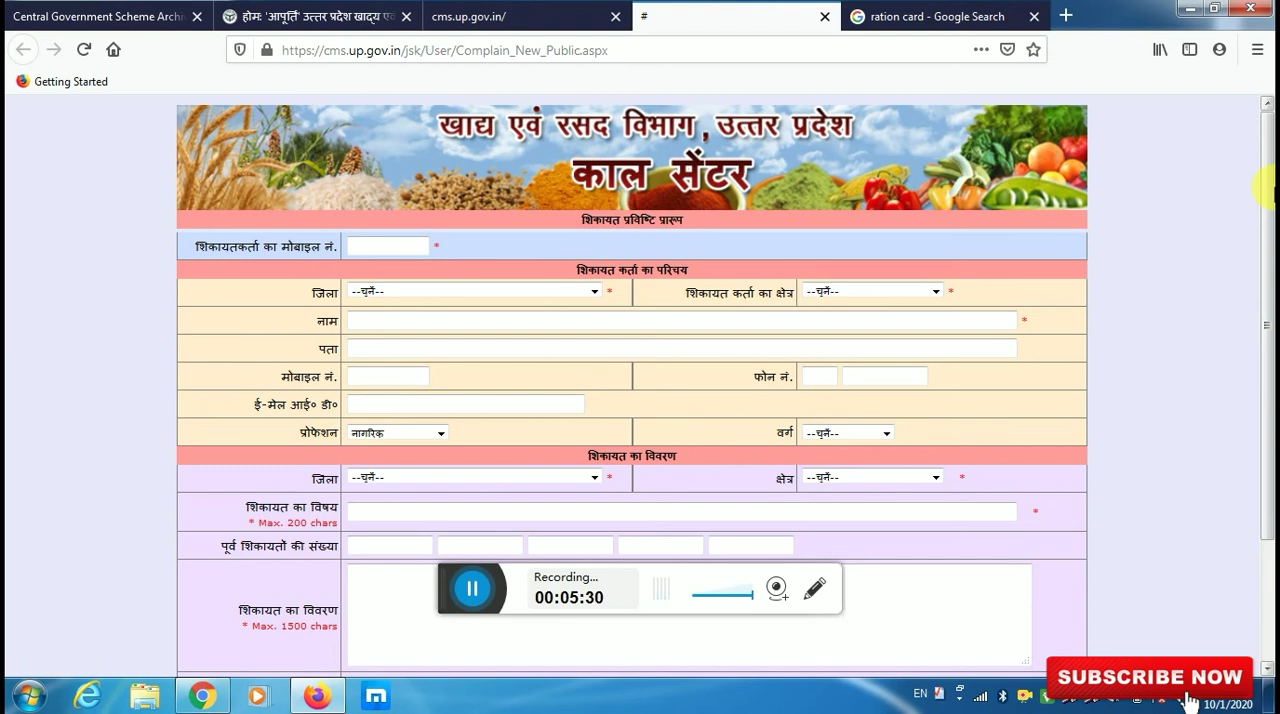 Central Government Scheme Archi
होम: 'आपूर्ति' उत्तर प्रदेश खाद्य ए
cms.up.gov.in/
#
ration card - Google Search
https://cms.up.gov.in/jsk/User/Complain_New_Public.aspx
Getting Started
खाद्य एवं रसद विभाग , उत्तर प्रदेश
काल सेंटर
शिकायत प्रविष्टि प्रारूप
शिकायतकर्ता का मोबाइल नं. *
शिकायत कर्ता का परिचय
जिला --चुनें-- * शिकायत कर्ता का क्षेत्र --चुनें-- *
नाम *
पता
मोबाइल नं. फोन नं.
ई-मेल आई० डी०
प्रोफेशन नागरिक वर्ग --चुनें--
शिकायत का विवरण
जिला --चुनें-- * क्षेत्र --चुनें-- *
शिकायत का विषय *
* Max. 200 chars
पूर्व शिकायतों की संख्या
Recording...
00:05:30
शिकायत का विवरण
* Max. 1500 chars
SUBSCRIBE NOW
EN
10/1/2020